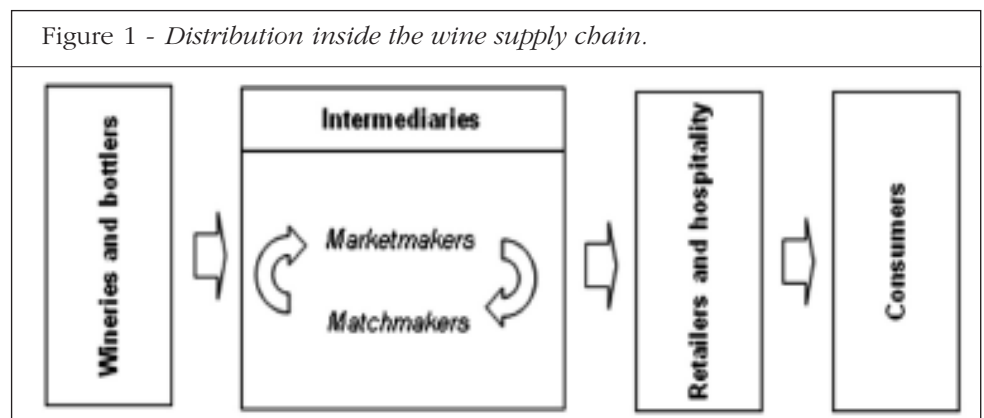 Figure 1 - Distribution inside the wine supply chain.
Wineries and bottlers
Intermediaries
Marketmakers
Matchmakers
Retailers and hospitality
Consumers